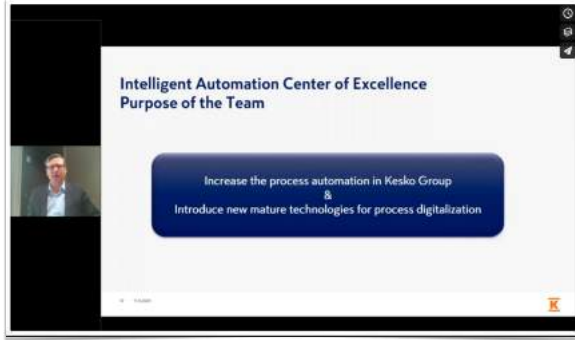 Intelligent Automation Center of Excellence
Purpose of the Team
Increase the process automation in Kesko Group
&
Introduce new mature technologies for process digitalization
K